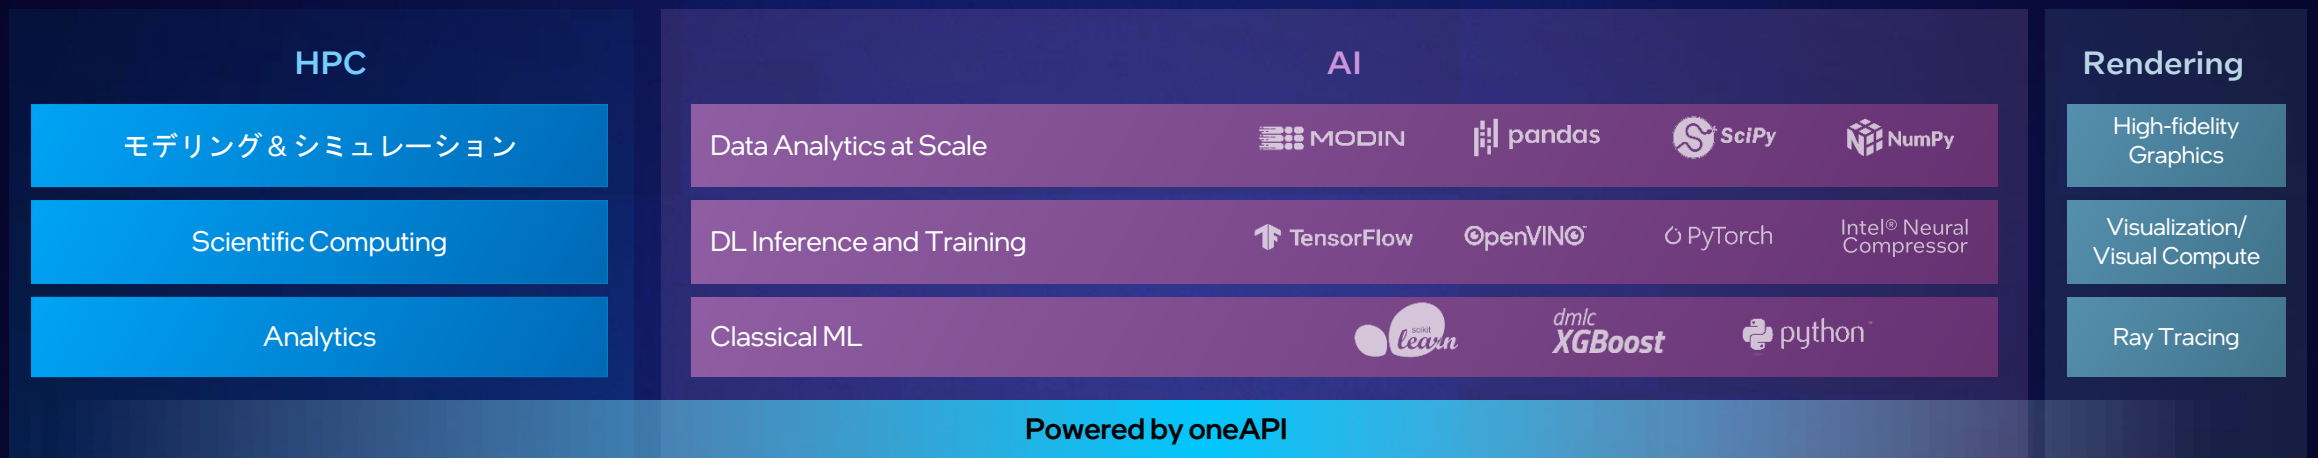 HPC
モデリング & シミュレーション
Scientific Computing
Analytics
AI
Data Analytics at Scale
MODIN
pandas
SciPy
NumPy
DL Inference and Training
TensorFlow
OpenVINO™
PyTorch
Intel® Neural
Compressor
Classical ML
scikit
learn
dmlc
XGBoost
python™
Rendering
High-fidelity
Graphics
Visualization/
Visual Compute
Ray Tracing
Powered by oneAPI